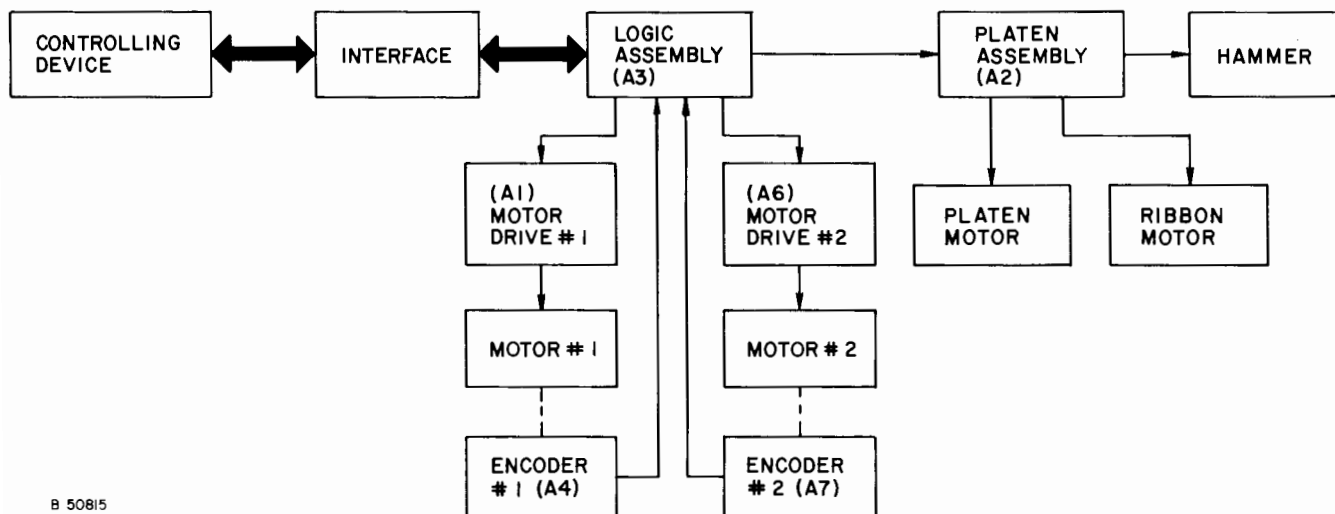 CONTROLLING
DEVICE
INTERFACE
LOGIC
ASSEMBLY
(A3)
PLATEN
ASSEMBLY
(A2)
HAMMER
(A1)
MOTOR
DRIVE #1
(A6)
MOTOR
DRIVE #2
PLATEN
MOTOR
RIBBON
MOTOR
MOTOR #1
MOTOR #2
ENCODER
#1 (A4)
ENCODER
#2 (A7)
B 50815